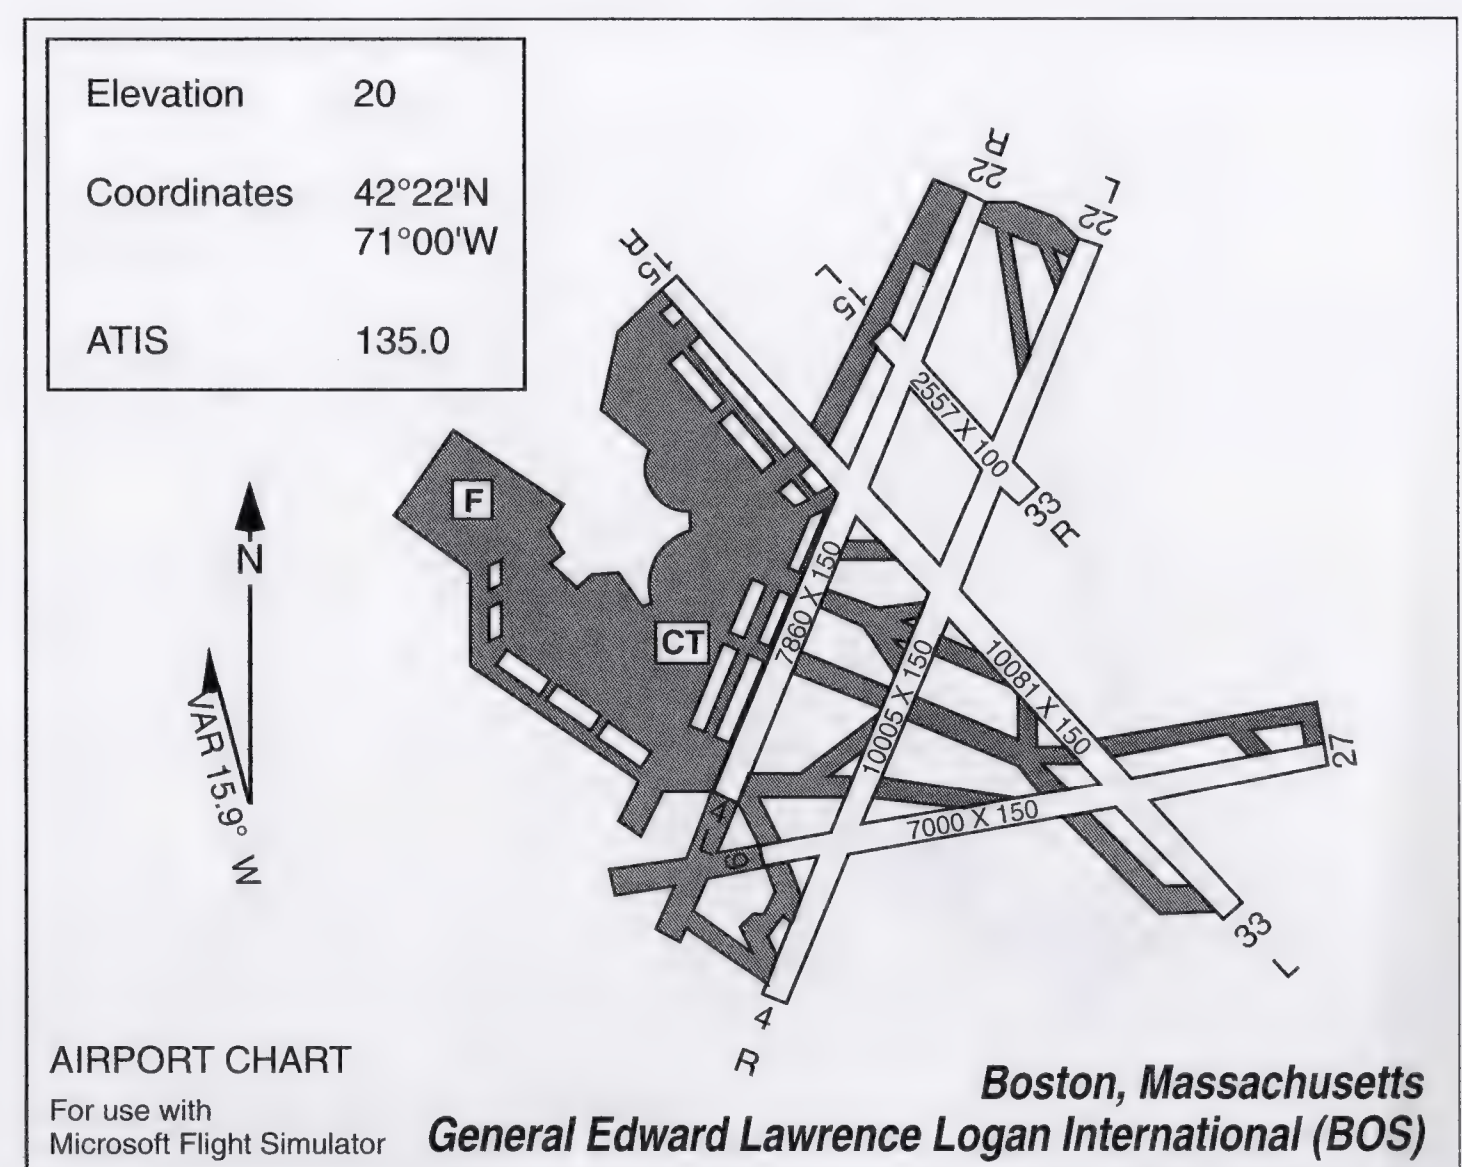 Elevation 20
Coordinates 42°22'N
71°00'W
ATIS 135.0
22
R
22
L
15
R
15
L
2557 X 100
33
R
F
N
CT
7860 X 150
10005 X 150
10081 X 150
VAR 15.9° W
27
7000 X 150
4
L
9
33
L
4
R
AIRPORT CHART
For use with
Microsoft Flight Simulator
Boston, Massachusetts
General Edward Lawrence Logan International (BOS)